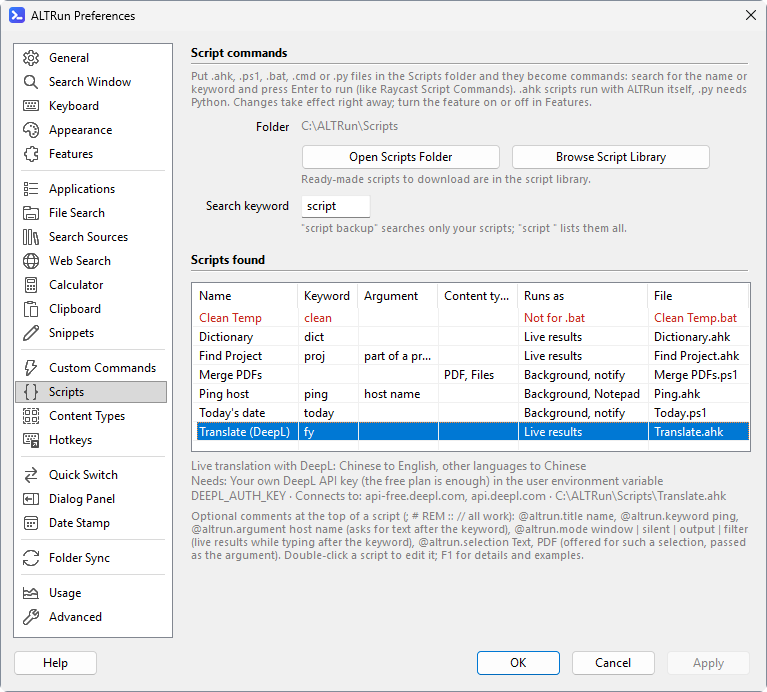 ALTRun Preferences
General
Search Window
Keyboard
Appearance
Features
Applications
File Search
Search Sources
Web Search
Calculator
Clipboard
Snippets
Custom Commands
Scripts
Content Types
Hotkeys
Quick Switch
Dialog Panel
Date Stamp
Folder Sync
Usage
Advanced
Script commands
Put .ahk, .ps1, .bat, .cmd or .py files in the Scripts folder and they become commands: search for the name or
keyword and press Enter to run (like Raycast Script Commands). .ahk scripts run with ALTRun itself, .py needs
Python. Changes take effect right away; turn the feature on or off in Features.
Folder C:\ALTRun\Scripts
Open Scripts Folder Browse Script Library
Ready-made scripts to download are in the script library.
Search keyword script
"script backup" searches only your scripts; "script " lists them all.
Scripts found
Name Keyword Argument Content ty... Runs as File
Clean Temp clean Not for .bat Clean Temp.bat
Dictionary dict Live results Dictionary.ahk
Find Project proj part of a pr... Live results Find Project.ahk
Merge PDFs PDF, Files Background, notify Merge PDFs.ps1
Ping host ping host name Background, Notepad Ping.ahk
Today's date today Background, notify Today.ps1
Translate (DeepL) fy Live results Translate.ahk
Live translation with DeepL: Chinese to English, other languages to Chinese
Needs: Your own DeepL API key (the free plan is enough) in the user environment variable
DEEPL_AUTH_KEY · Connects to: api-free.deepl.com, api.deepl.com · C:\ALTRun\Scripts\Translate.ahk
Optional comments at the top of a script (; # REM :: // all work): @altrun.title name, @altrun.keyword ping,
@altrun.argument host name (asks for text after the keyword), @altrun.mode window | silent | output | filter
(live results while typing after the keyword), @altrun.selection Text, PDF (offered for such a selection, passed
as the argument). Double-click a script to edit it; F1 for details and examples.
Help OK Cancel Apply